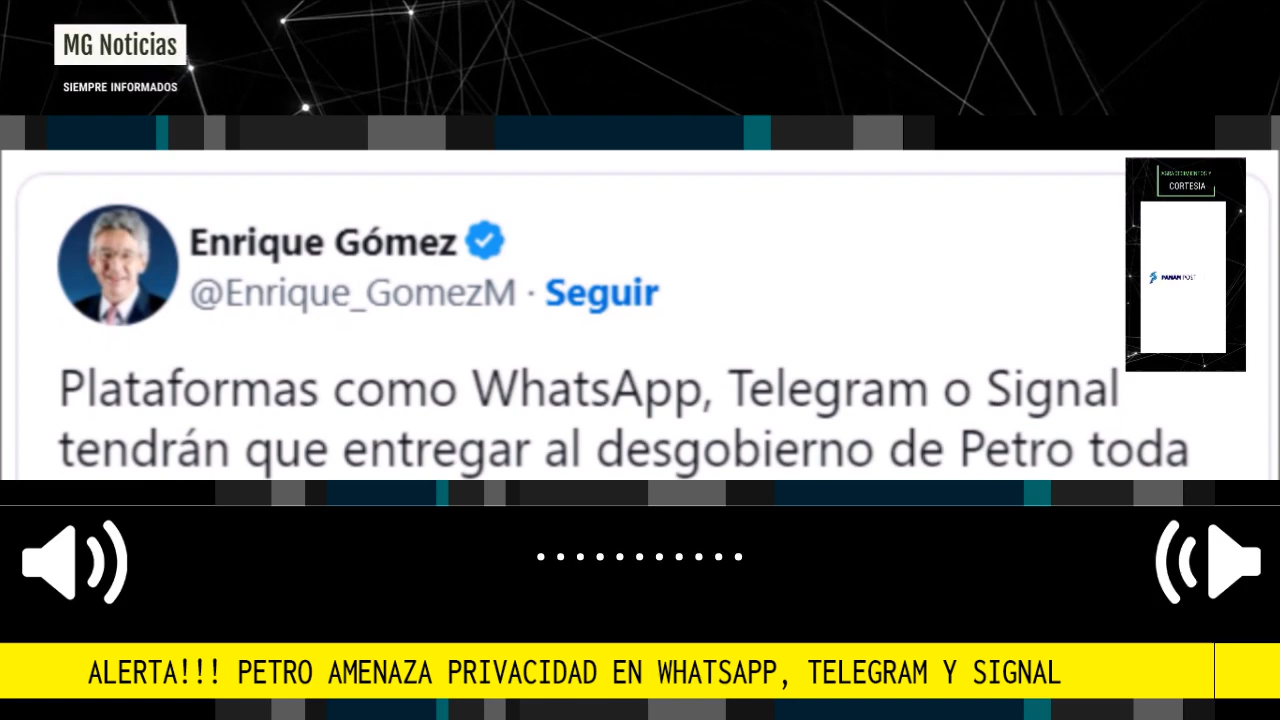 MG Noticias
SIEMPRE INFORMADOS
AGRADECIMIENTOS Y
CORTESIA
PANAM POST
Enrique Gómez
@Enrique_GomezM · Seguir
Plataformas como WhatsApp, Telegram o Signal
tendrán que entregar al desgobierno de Petro toda
ALERTA!!! PETRO AMENAZA PRIVACIDAD EN WHATSAPP, TELEGRAM Y SIGNAL